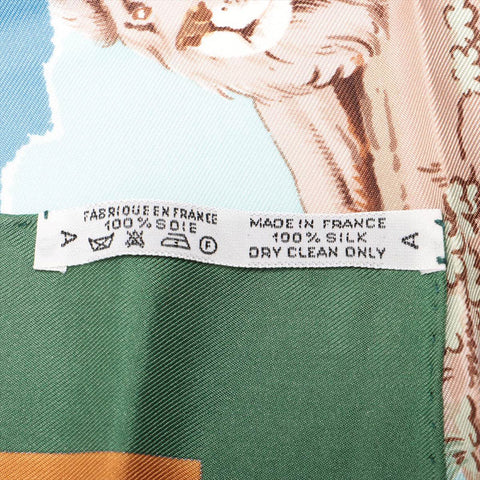 FABRIQUE EN FRANCE
100% SOIE
F
A
MADE IN FRANCE
100% SILK
DRY CLEAN ONLY
A